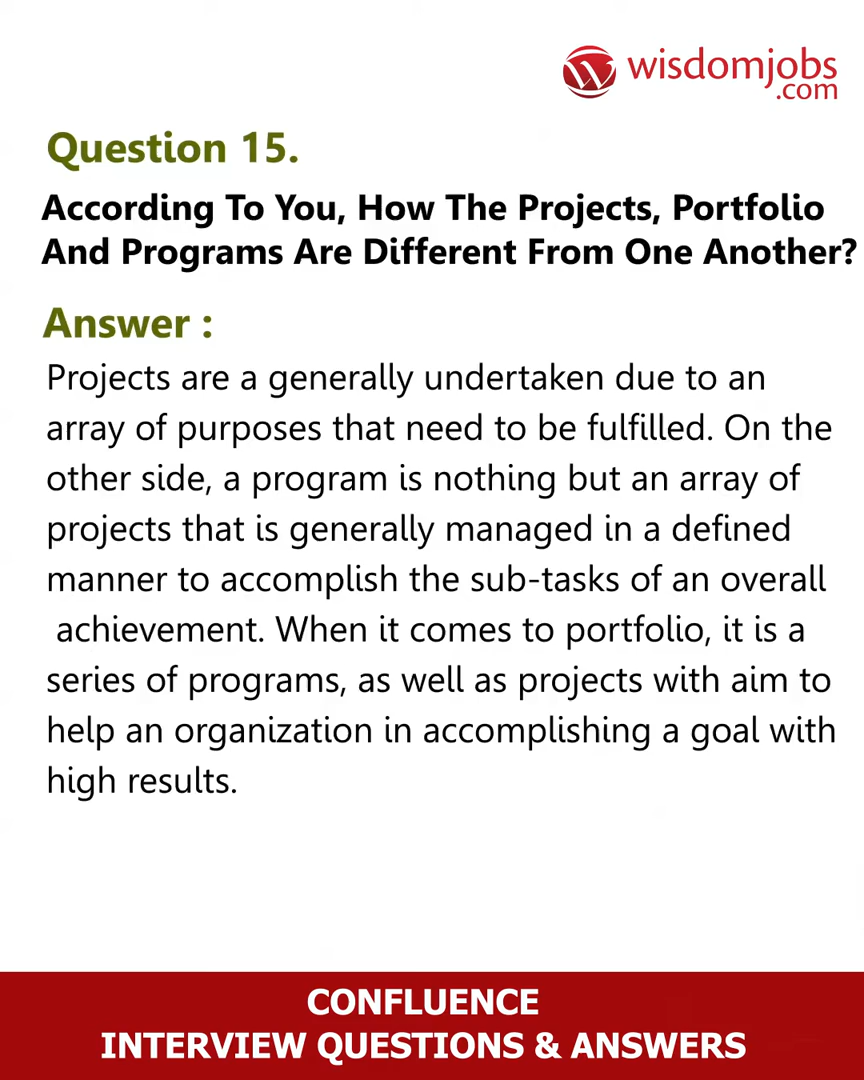 wisdomjobs
.com
Question 15.
According To You, How The Projects, Portfolio
And Programs Are Different From One Another?
Answer :
Projects are a generally undertaken due to an
array of purposes that need to be fulfilled. On the
other side, a program is nothing but an array of
projects that is generally managed in a defined
manner to accomplish the sub-tasks of an overall
achievement. When it comes to portfolio, it is a
series of programs, as well as projects with aim to
help an organization in accomplishing a goal with
high results.
CONFLUENCE
INTERVIEW QUESTIONS & ANSWERS